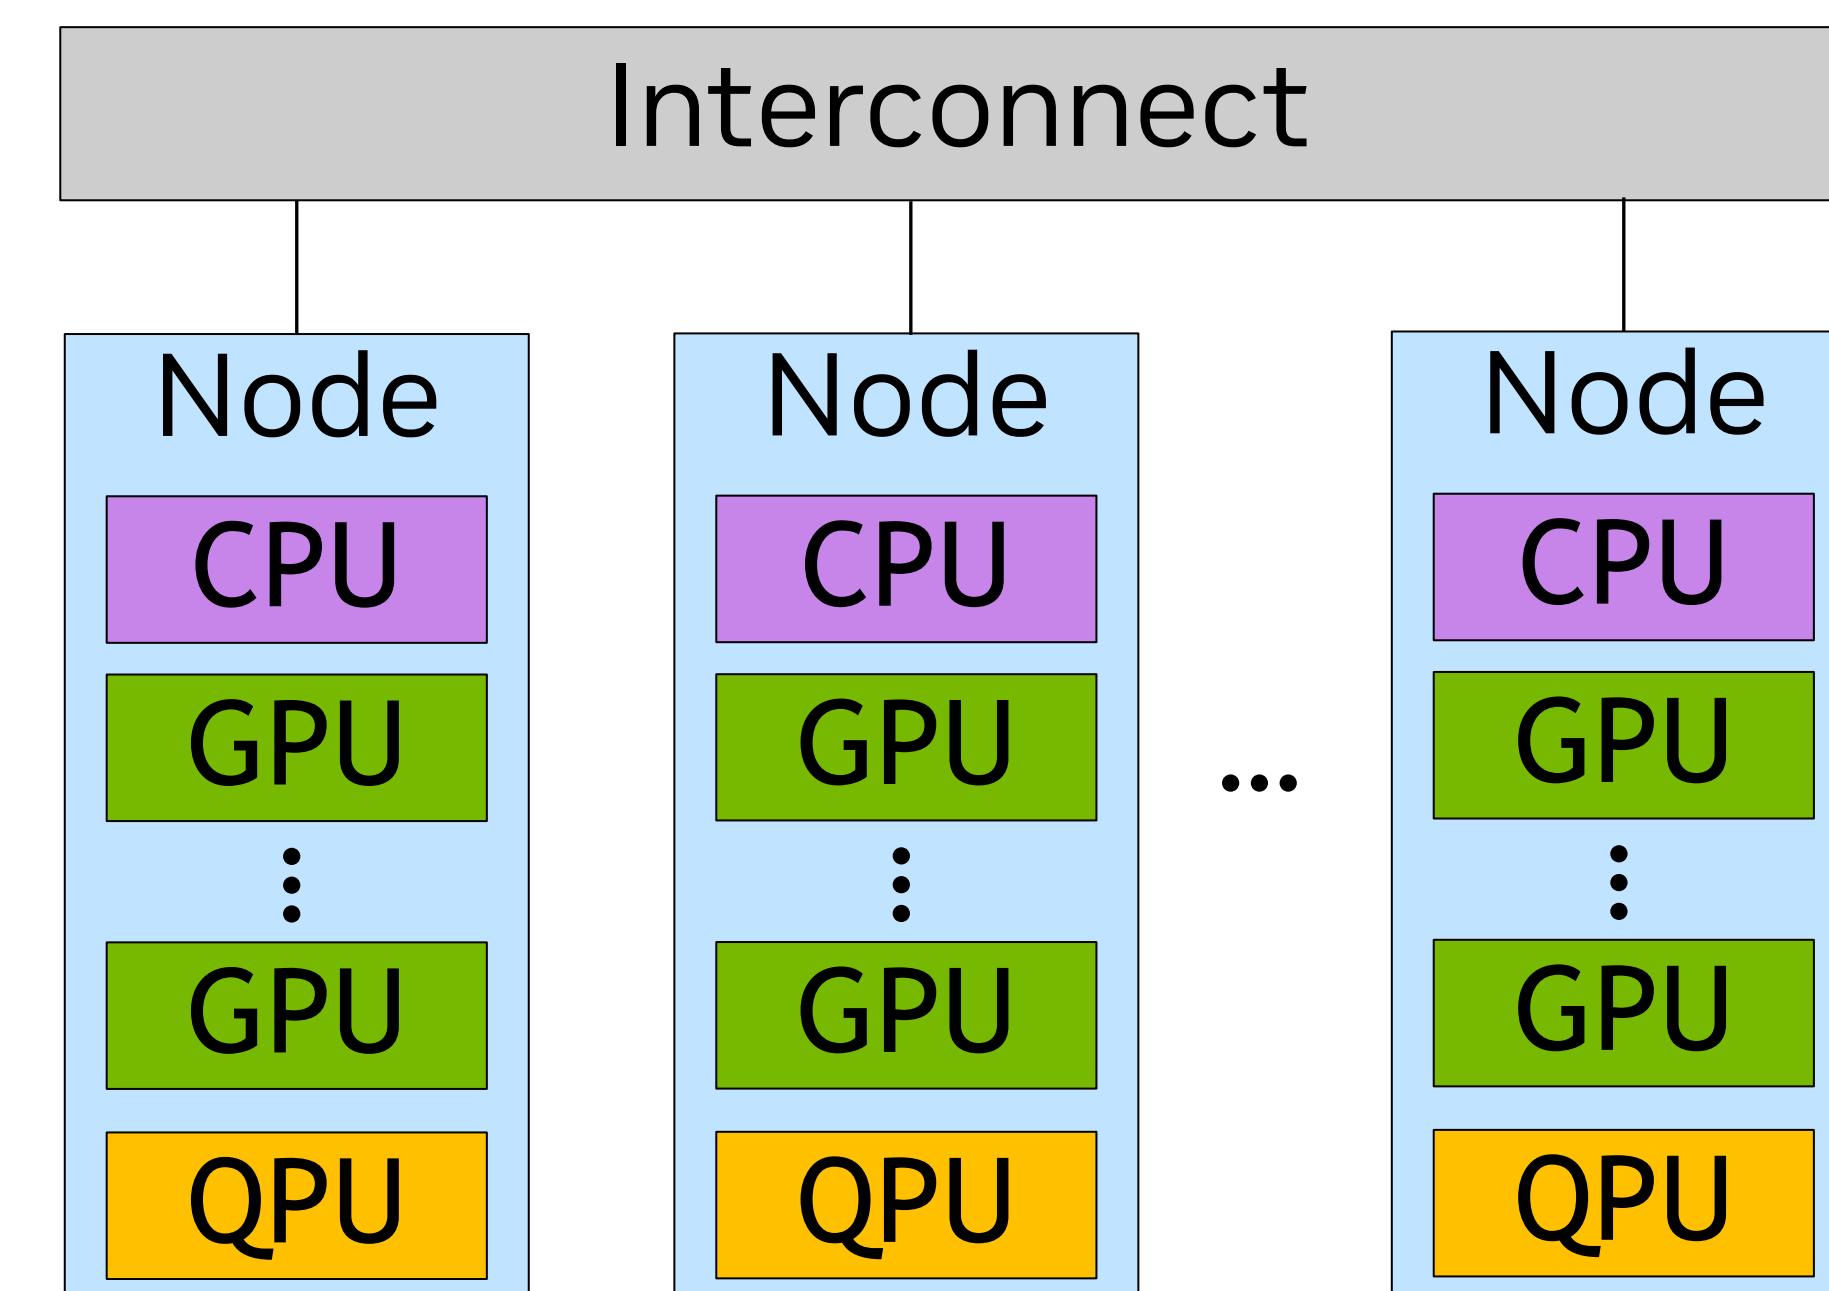 Interconnect
Node
CPU
GPU
⋮
GPU
QPU
Node
CPU
GPU
⋮
GPU
QPU
...
Node
CPU
GPU
⋮
GPU
QPU